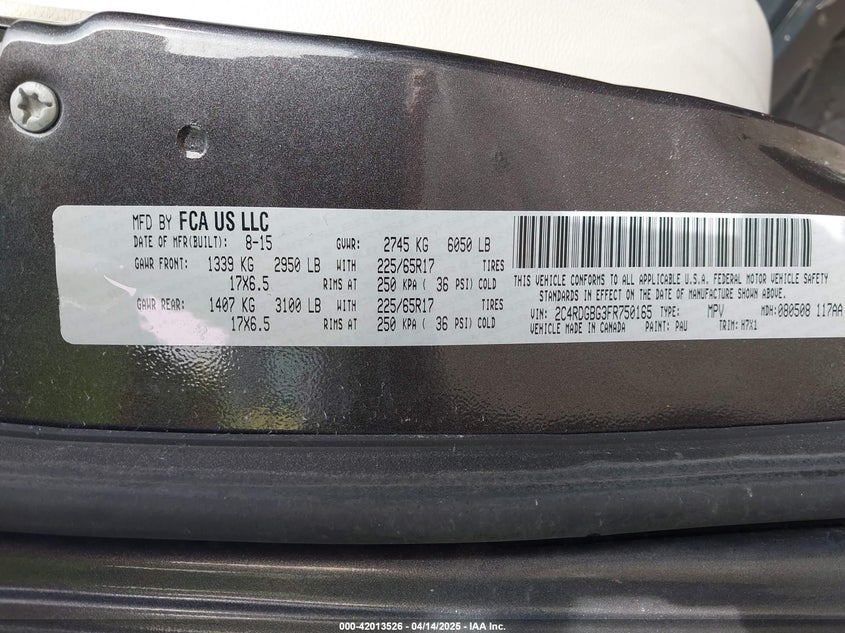 MFD BY FCA US LLC
DATE OF MFR(BUILT): 8-15 GVWR: 2745 KG 6050 LB
GAWR FRONT: 1339 KG 2950 LB WITH 225/65R17 TIRES
17X6.5 RIMS AT 250 KPA ( 36 PSI) COLD
GAWR REAR: 1407 KG 3100 LB WITH 225/65R17 TIRES
17X6.5 RIMS AT 250 KPA ( 36 PSI) COLD
THIS VEHICLE CONFORMS TO ALL APPLICABLE U.S.A. FEDERAL MOTOR VEHICLE SAFETY
STANDARDS IN EFFECT ON THE DATE OF MANUFACTURE SHOWN ABOVE.
VIN: 2C4RDGBG3FR750165 TYPE: MPV MDH:080508 117AA
VEHICLE MADE IN CANADA PAINT: PAU TRIM: H7X1
000-42013526 - 04/14/2025 - IAA Inc.